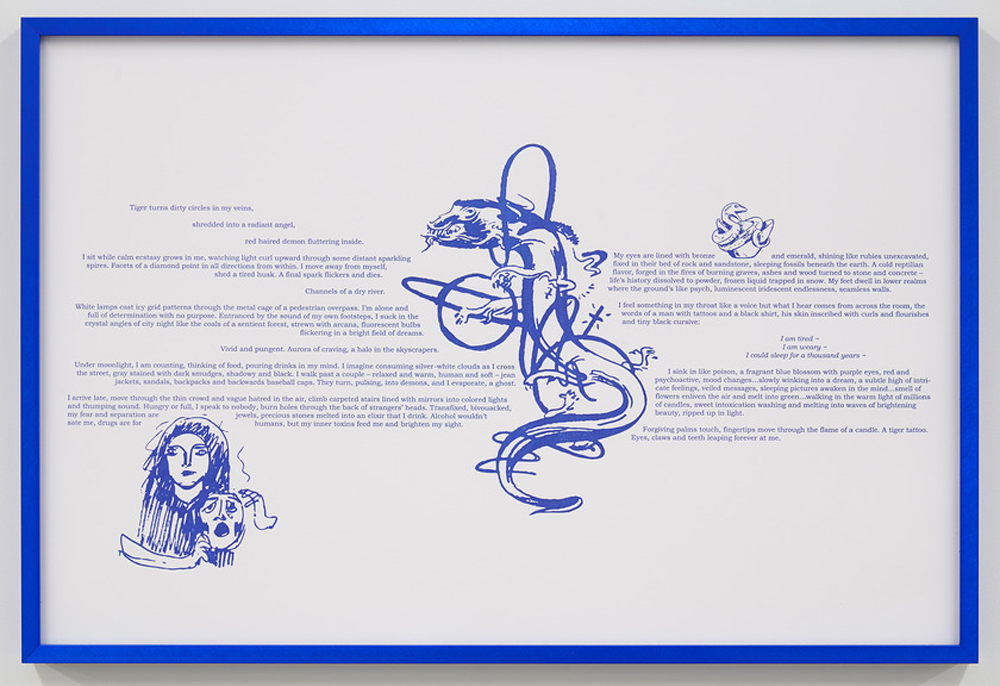 Tiger turns dirty circles in my veins,
shredded into a radiant angel,
red haired demon fluttering inside.
I sit while calm ecstasy grows in me, watching light curl upward through some distant sparkling
spires. Facets of a diamond point in all directions from within. I move away from myself,
shed a tired husk. A final spark flickers and dies.
Channels of a dry river.
White lamps cast icy grid patterns through the metal cage of a pedestrian overpass. I'm alone and
full of determination with no purpose. Entranced by the sound of my own footsteps, I suck in the
crystal angles of city night like the coals of a sentient forest, strewn with arcana, fluorescent bulbs
flickering in a bright field of dreams.
Vivid and pungent. Aurora of craving, a halo in the skyscrapers.
Under moonlight, I am counting, thinking of food, pouring drinks in my mind. I imagine consuming silver-white clouds as I cross
the street, gray stained with dark smudges, shadowy and black. I walk past a couple – relaxed and warm, human and soft – jean
jackets, sandals, backpacks and backwards baseball caps. They turn, pulsing, into demons, and I evaporate, a ghost.
I arrive late, move through the thin crowd and vague hatred in the air, climb carpeted stairs lined with mirrors into colored lights
and thumping sound. Hungry or full, I speak to nobody, burn holes through the back of strangers' heads. Transfixed, bivouacked,
my fear and separation are jewels, precious stones melted into an elixir that I drink. Alcohol wouldn't
sate me, drugs are for humans, but my inner toxins feed me and brighten my sight.
My eyes are lined with bronze and emerald, shining like rubies unexcavated,
fixed in their bed of rock and sandstone, sleeping fossils beneath the earth. A cold reptilian
flavor, forged in the fires of burning graves, ashes and wood turned to stone and concrete –
life's history dissolved to powder, frozen liquid trapped in snow. My feet dwell in lower realms
where the ground's like psych, luminescent iridescent endlessness, seamless walls.
I feel something in my throat like a voice but what I hear comes from across the room, the
words of a man with tattoos and a black shirt, his skin inscribed with curls and flourishes
and tiny black cursive:
I am tired ~
I am weary ~
I could sleep for a thousand years ~
I sink in like poison, a fragrant blue blossom with purple eyes, red and
psychoactive, mood changes...slowly winking into a dream, a subtle high of intri-
cate feelings, veiled messages, sleeping pictures awaken in the mind...smell of
flowers enliven the air and melt into green...walking in the warm light of millions
of candles, sweet intoxication washing and melting into waves of brightening
beauty, ripped up in light.
Forgiving palms touch, fingertips move through the flame of a candle. A tiger tattoo.
Eyes, claws and teeth leaping forever at me.